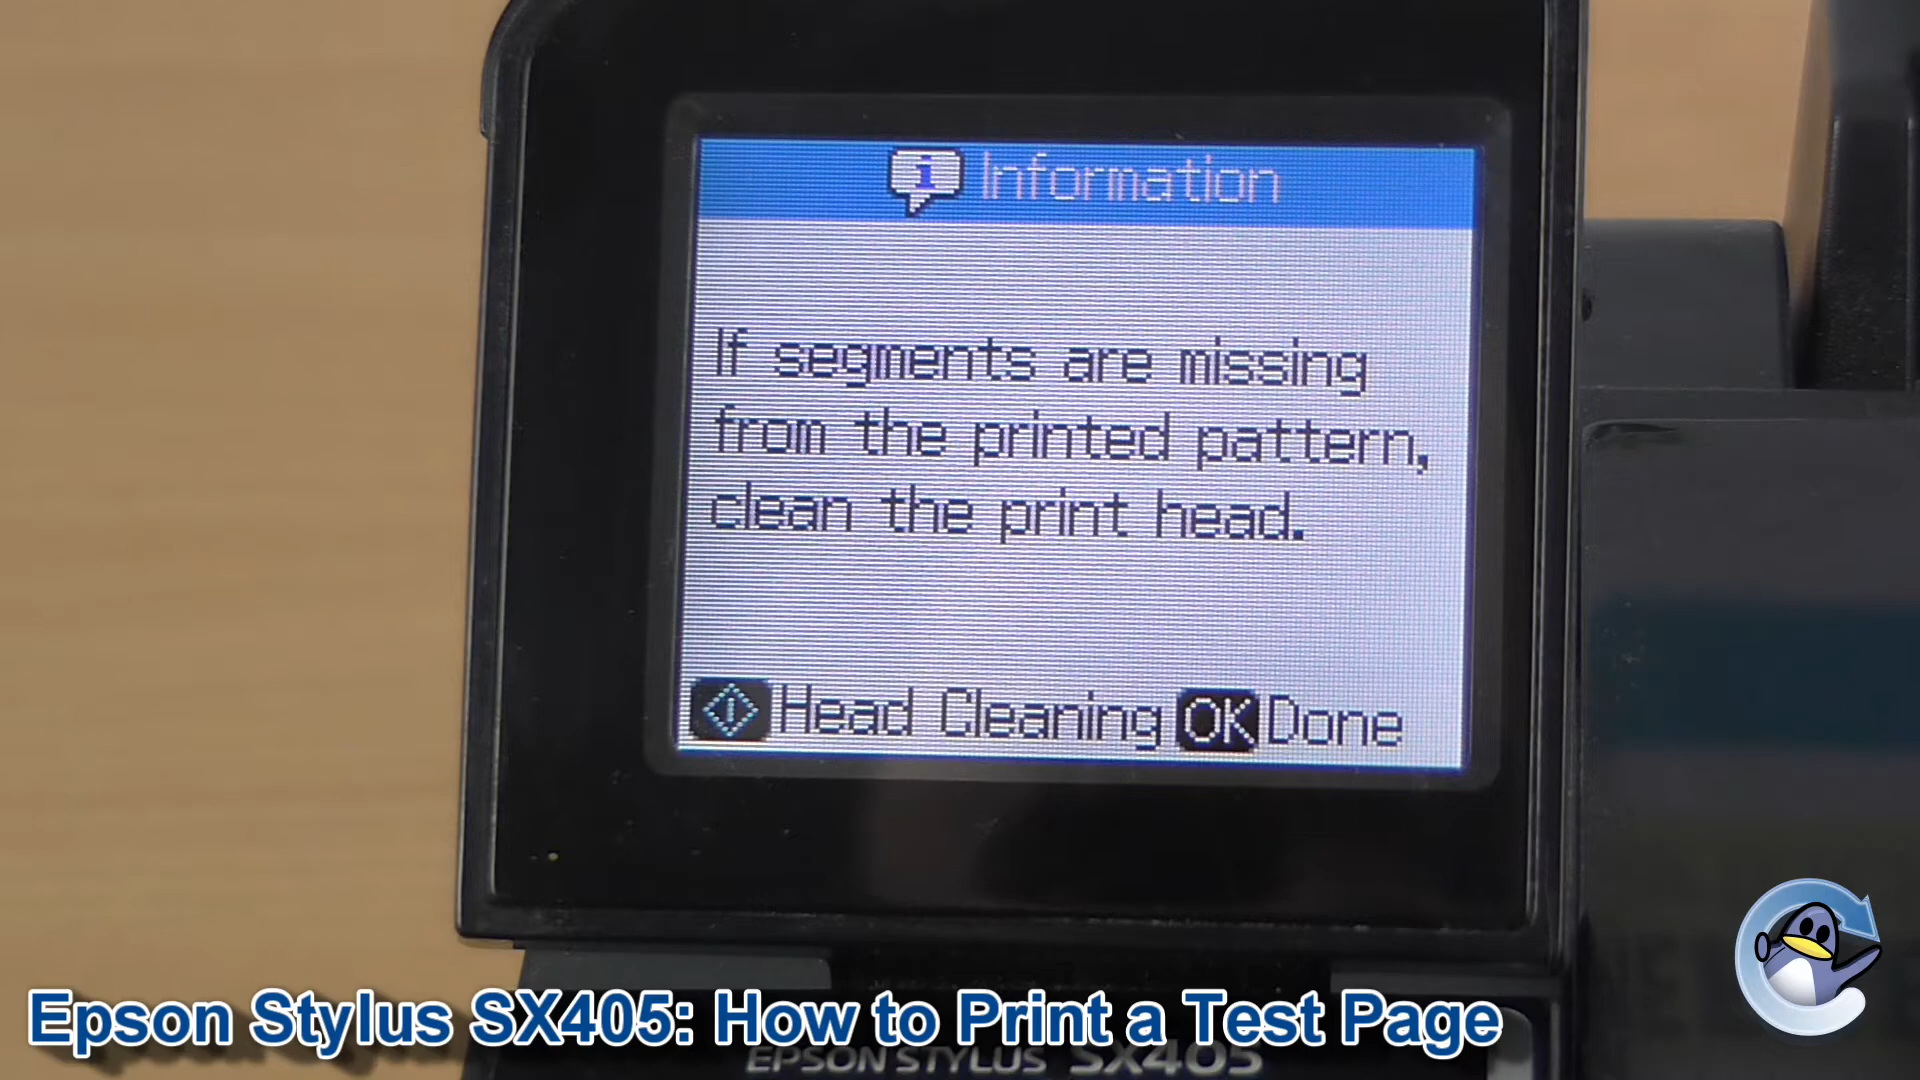 i Information
If segments are missing
from the printed pattern,
clean the print head.
Head Cleaning OK Done
Epson Stylus SX405: How to Print a Test Page
EPSON STYLUS SX405